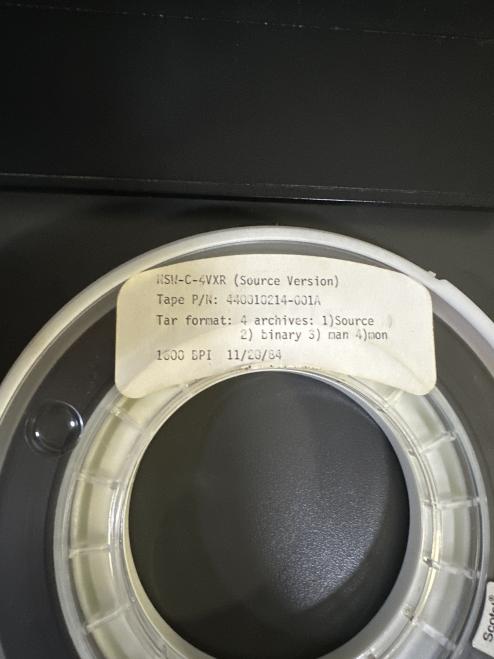 NSW-C-4VXR (Source Version)
Tape P/N: 440010214-001A
Tar format: 4 archives: 1)Source
2) binary 3) man 4)mon
1600 BPI 11/20/84
Scotch